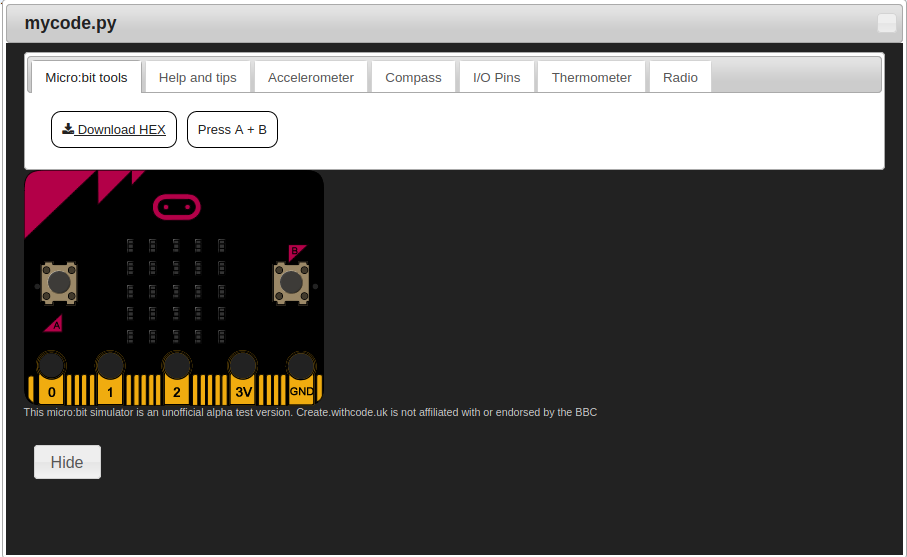 mycode.py
Micro:bit tools Help and tips Accelerometer Compass I/O Pins Thermometer Radio
Download HEX Press A + B
B
A
0 1 2 3V GND
This micro:bit simulator is an unofficial alpha test version. Create.withcode.uk is not affiliated with or endorsed by the BBC
Hide